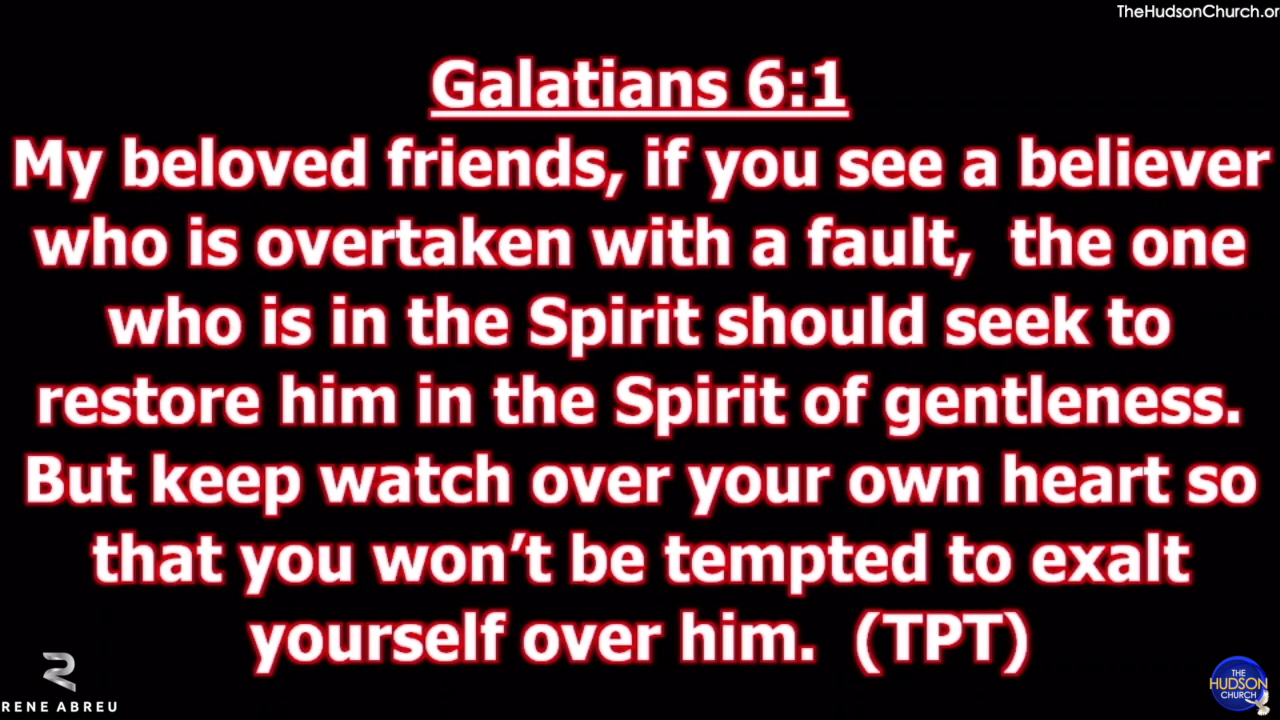 TheHudsonChurch.or
Galatians 6:1
My beloved friends, if you see a believer
who is overtaken with a fault,  the one
who is in the Spirit should seek to
restore him in the Spirit of gentleness.
But keep watch over your own heart so
that you won’t be tempted to exalt
yourself over him.  (TPT)
RENE ABREU
THE
HUDSON
CHURCH